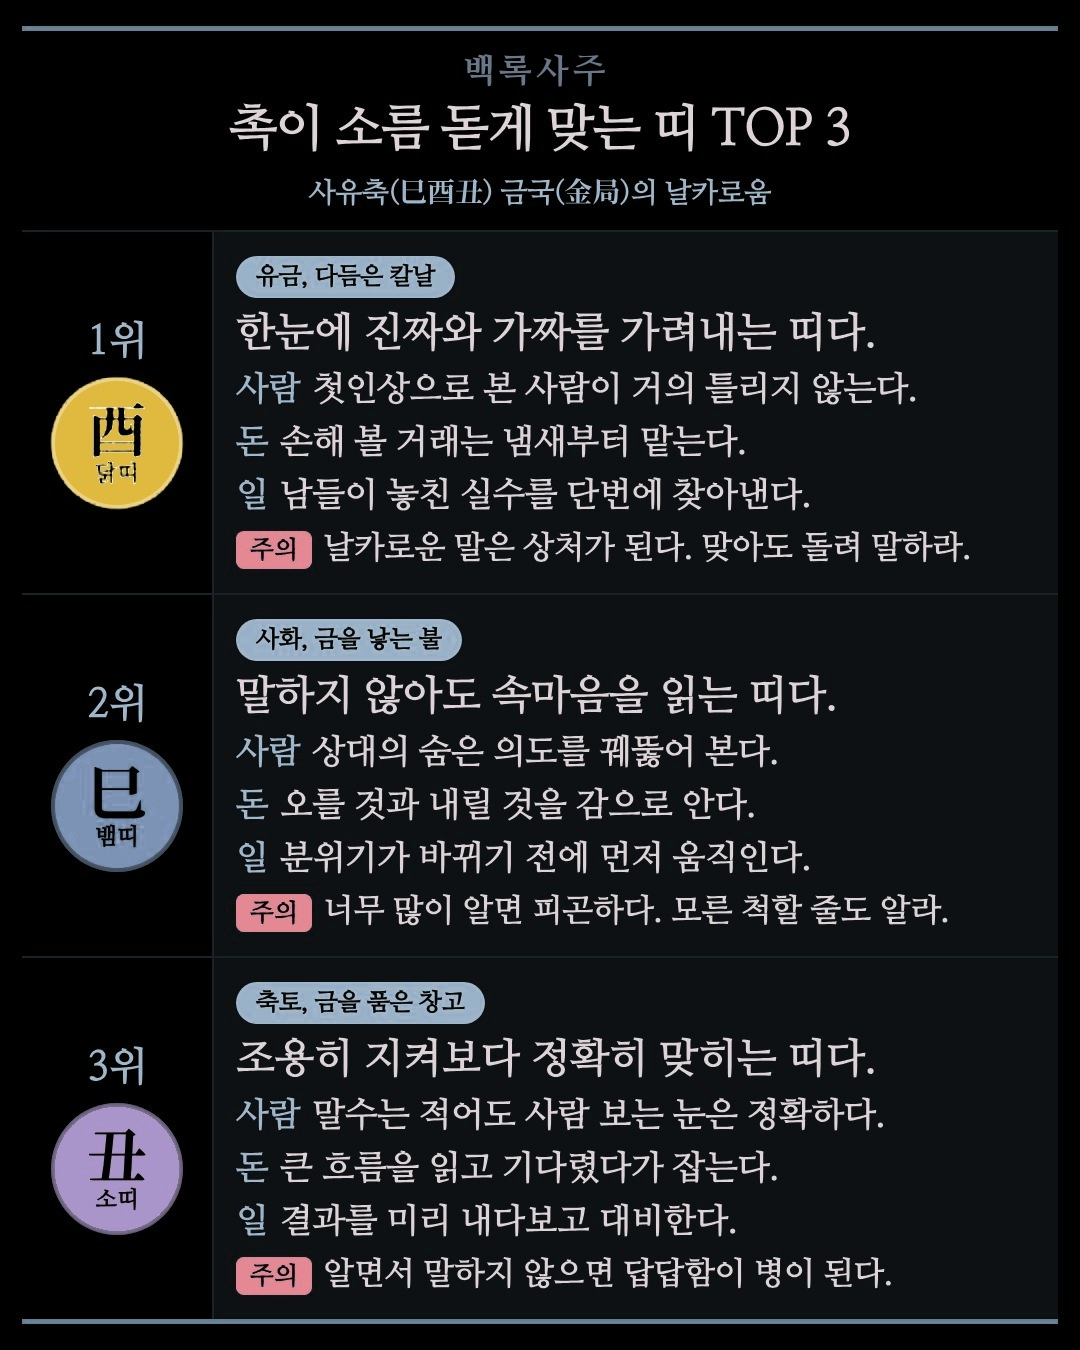 백록사주
촉이 소름 돋게 맞는 띠 TOP 3
사유축(巳酉丑) 금국(金局)의 날카로움
유금, 다듬은 칼날
1위
酉
닭띠
한눈에 진짜와 가짜를 가려내는 띠다.
사람 첫인상으로 본 사람이 거의 틀리지 않는다.
돈 손해 볼 거래는 냄새부터 맡는다.
일 남들이 놓친 실수를 단번에 찾아낸다.
주의 날카로운 말은 상처가 된다. 맞아도 돌려 말하라.
사화, 금을 낳는 불
2위
巳
뱀띠
말하지 않아도 속마음을 읽는 띠다.
사람 상대의 숨은 의도를 꿰뚫어 본다.
돈 오를 것과 내릴 것을 감으로 안다.
일 분위기가 바뀌기 전에 먼저 움직인다.
주의 너무 많이 알면 피곤하다. 모른 척할 줄도 알라.
축토, 금을 품은 창고
3위
丑
소띠
조용히 지켜보다 정확히 맞히는 띠다.
사람 말수는 적어도 사람 보는 눈은 정확하다.
돈 큰 흐름을 읽고 기다렸다가 잡는다.
일 결과를 미리 내다보고 대비한다.
주의 알면서 말하지 않으면 답답함이 병이 된다.